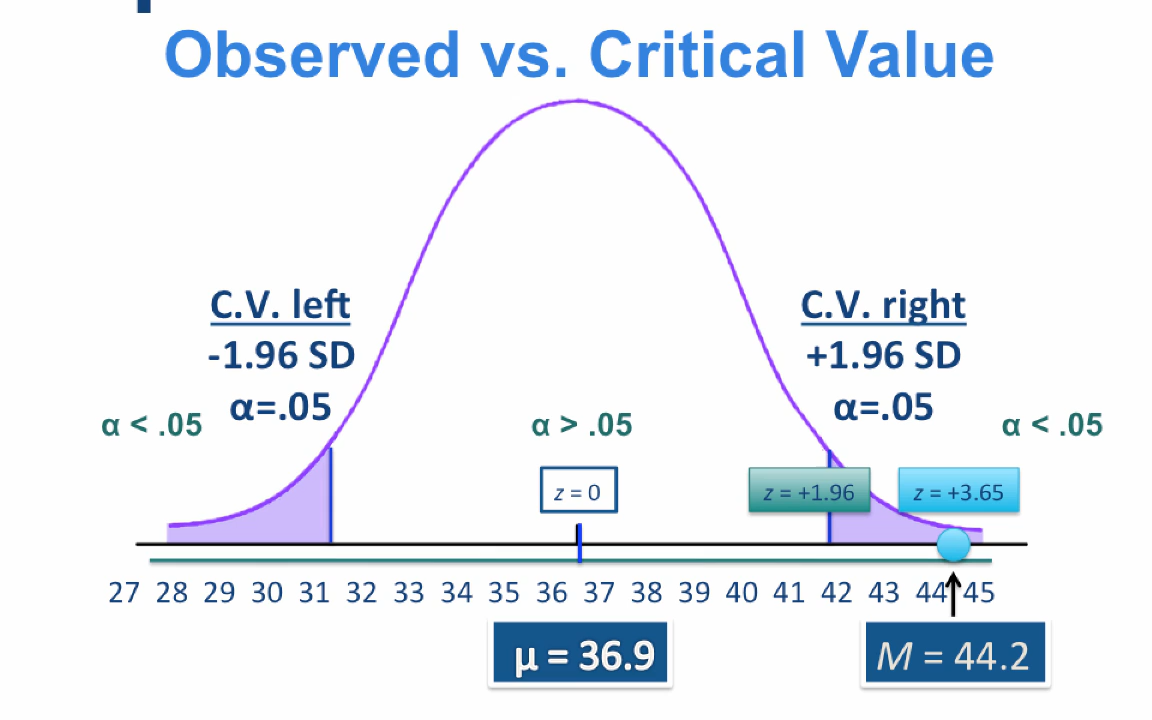 Observed vs. Critical Value
C.V. left
-1.96 SD
α=.05
C.V. right
+1.96 SD
α=.05
α < .05
α > .05
α < .05
z = 0
z = +1.96
z = +3.65
27 28 29 30 31 32 33 34 35 36 37 38 39 40 41 42 43 44 45
μ = 36.9
M = 44.2